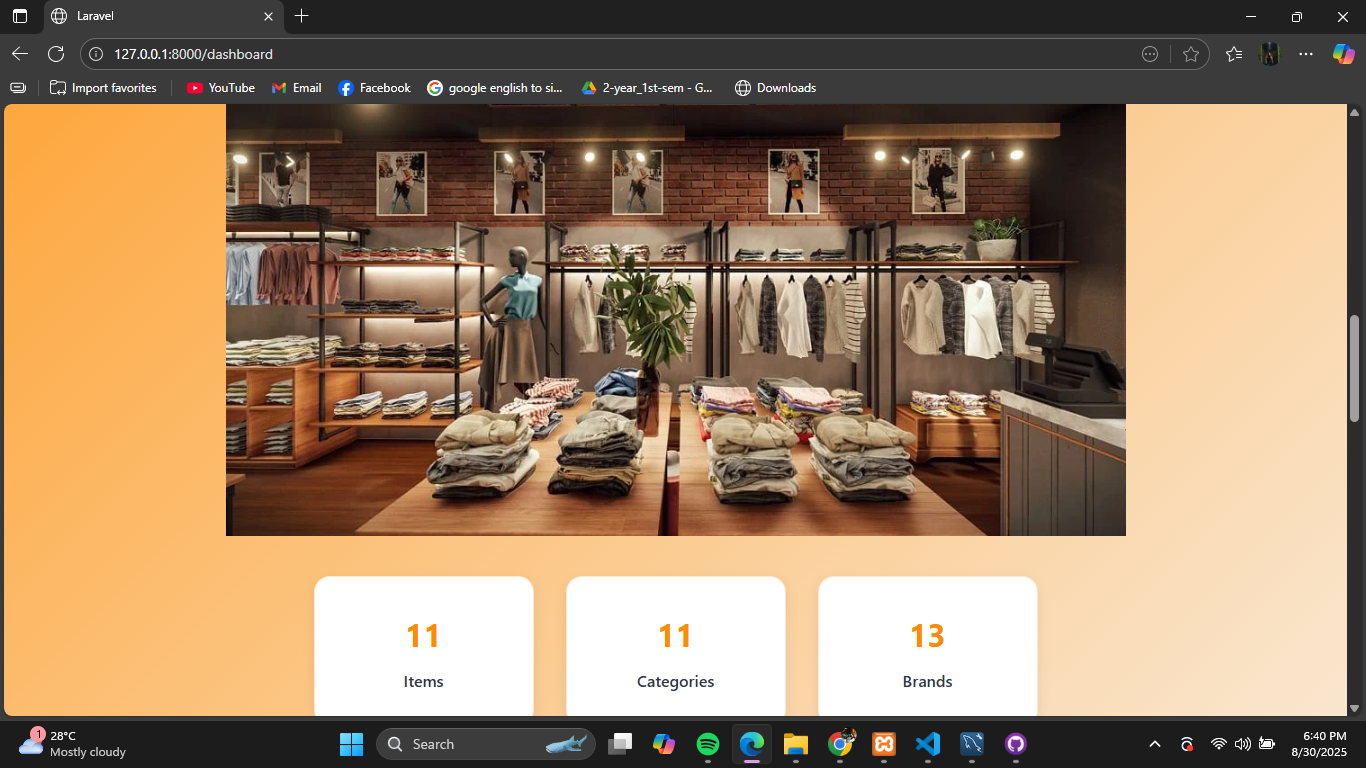 Laravel
127.0.0.1:8000/dashboard
Import favorites
YouTube
Email
Facebook
google english to si...
2-year_1st-sem - G...
Downloads
11
11
13
Items
Categories
Brands
1
28°C
Mostly cloudy
Search
6:40 PM
8/30/2025